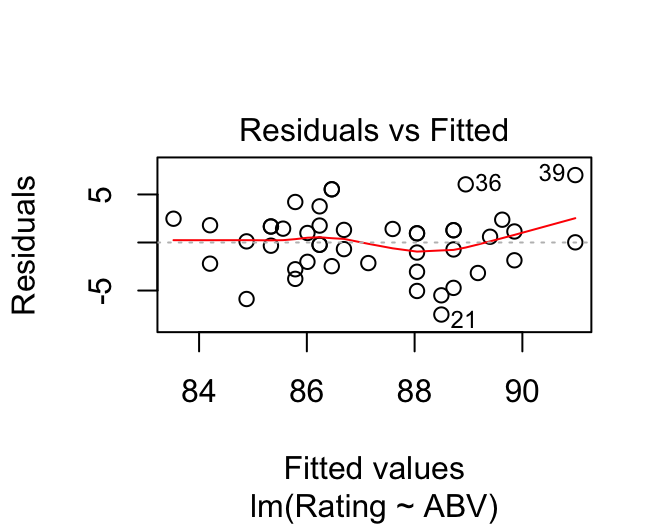 Residuals vs Fitted
Residuals
5
-5
36
39
21
84 86 88 90
Fitted values
lm(Rating ~ ABV)